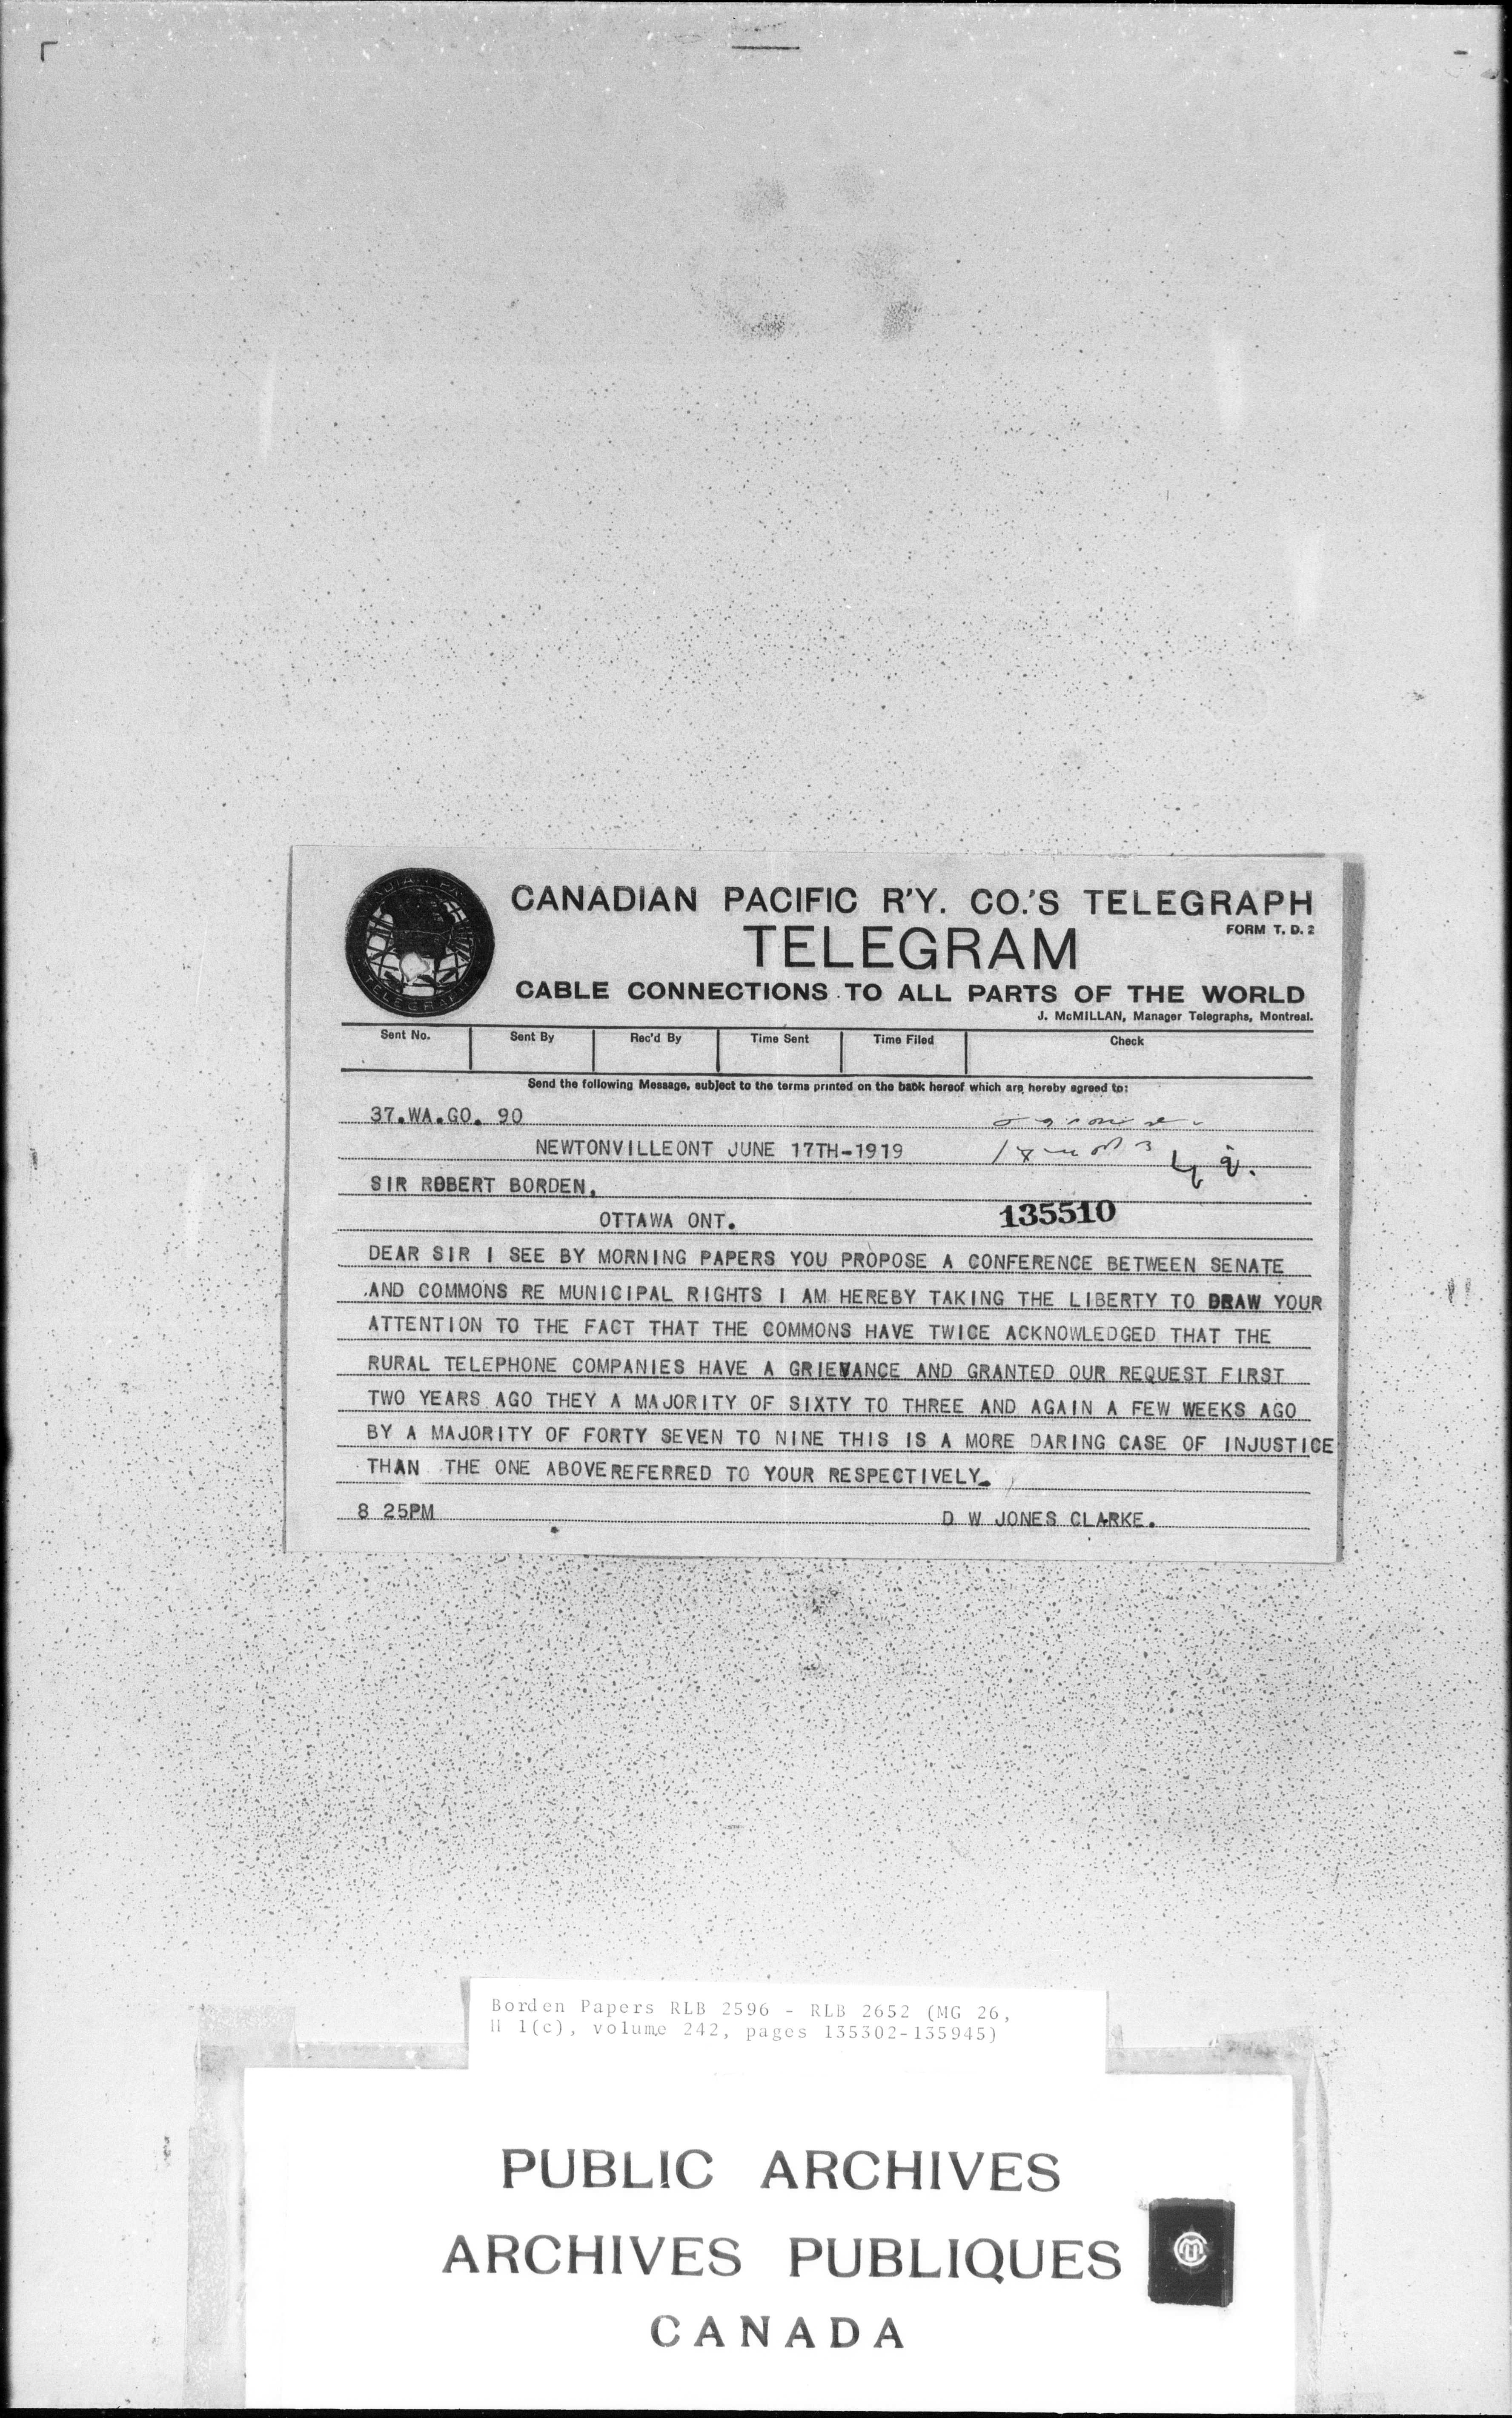 CANADIAN PACIFIC R'Y. CO.'S TELEGRAPH
FORM T. D. 2
TELEGRAM
CABLE CONNECTIONS TO ALL PARTS OF THE WORLD
J. McMILLAN, Manager Telegraphs, Montreal.
Sent No. Sent By Rec'd By Time Sent Time Filed Check
Send the following Message, subject to the terms printed on the back hereof which are hereby agreed to:
37.WA.GO. 90
NEWTONVILLEONT JUNE 17TH-1919
SIR ROBERT BORDEN,
OTTAWA ONT.
135510
DEAR SIR I SEE BY MORNING PAPERS YOU PROPOSE A CONFERENCE BETWEEN SENATE
AND COMMONS RE MUNICIPAL RIGHTS I AM HEREBY TAKING THE LIBERTY TO DRAW YOUR
ATTENTION TO THE FACT THAT THE COMMONS HAVE TWICE ACKNOWLEDGED THAT THE
RURAL TELEPHONE COMPANIES HAVE A GRIEVANCE AND GRANTED OUR REQUEST FIRST
TWO YEARS AGO THEY A MAJORITY OF SIXTY TO THREE AND AGAIN A FEW WEEKS AGO
BY A MAJORITY OF FORTY SEVEN TO NINE THIS IS A MORE DARING CASE OF INJUSTICE
THAN THE ONE ABOVEREFERRED TO YOUR RESPECTIVELY.
8 25PM D W JONES CLARKE.
Borden Papers RLB 2596 - RLB 2652 (MG 26,
H 1(c), volume 242, pages 135302-135945)
PUBLIC ARCHIVES
ARCHIVES PUBLIQUES
CANADA